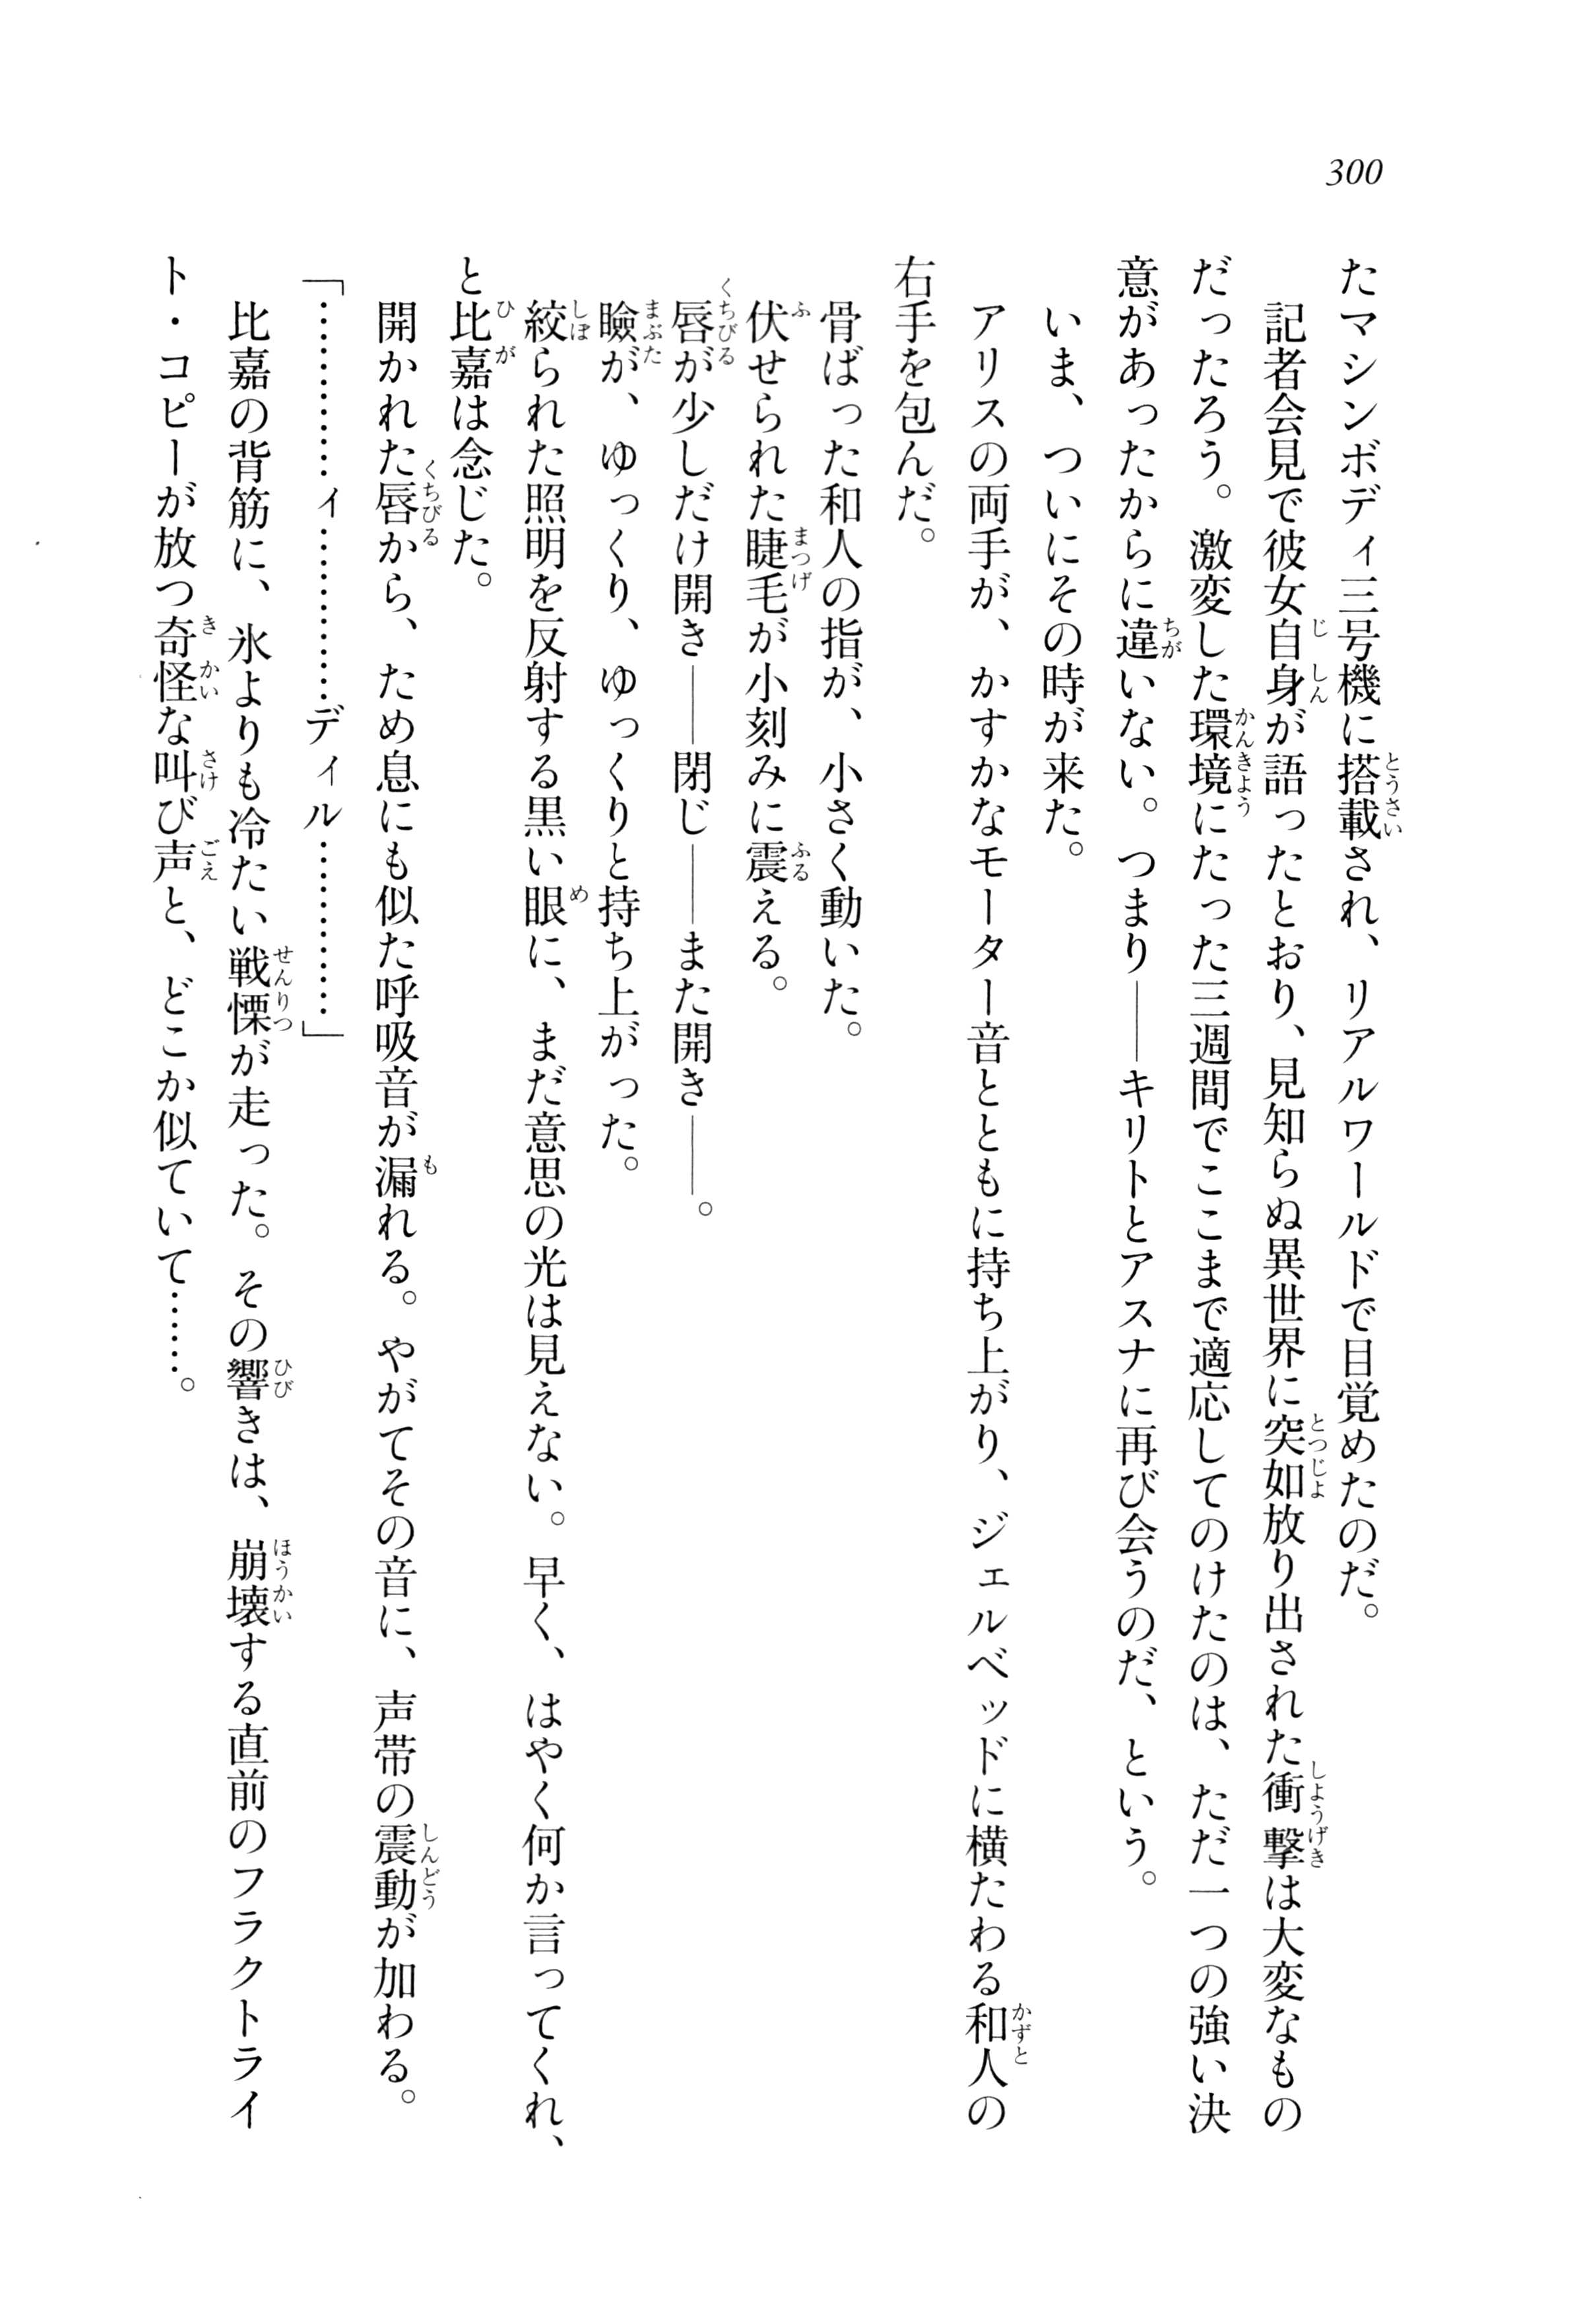 300
たマシンボディ三号機に搭載され、リアルワールドで目覚めたのだ。
　記者会見で彼女自身が語ったとおり、見知らぬ異世界に突如放り出された衝撃は大変なもの
だったろう。激変した環境にたった三週間でここまで適応してのけたのは、ただ一つの強い決
意があったからに違いない。つまり――キリトとアスナに再び会うのだ、という。
　いま、ついにその時が来た。
　アリスの両手が、かすかなモーター音とともに持ち上がり、ジェルベッドに横たわる和人の
右手を包んだ。
　骨ばった和人の指が、小さく動いた。
　伏せられた睫毛が小刻みに震える。
　唇が少しだけ開き――閉じ――また開き――。
　瞼が、ゆっくり、ゆっくりと持ち上がった。
　絞られた照明を反射する黒い眼に、まだ意思の光は見えない。早く、はやく何か言ってくれ、
と比嘉は念じた。
　開かれた唇から、ため息にも似た呼吸音が漏れる。やがてその音に、声帯の震動が加わる。
「…………ィ…………ディル…………」
　比嘉の背筋に、氷よりも冷たい戦慄が走った。その響きは、崩壊する直前のフラクトライ
ト・コピーが放つ奇怪な叫び声と、どこか似ていて……。